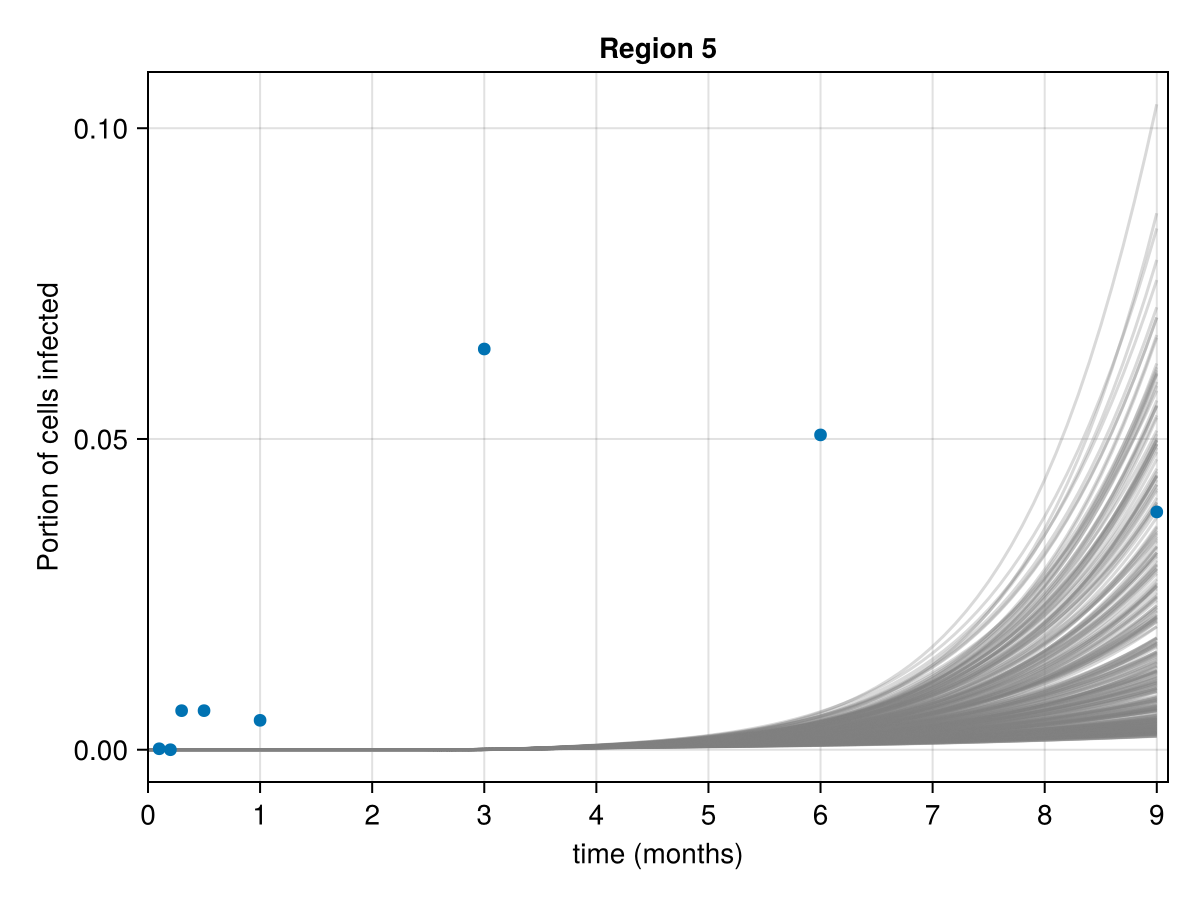 Region 5
0.10
0.05
0.00
Portion of cells infected
0 1 2 3 4 5 6 7 8 9
time (months)